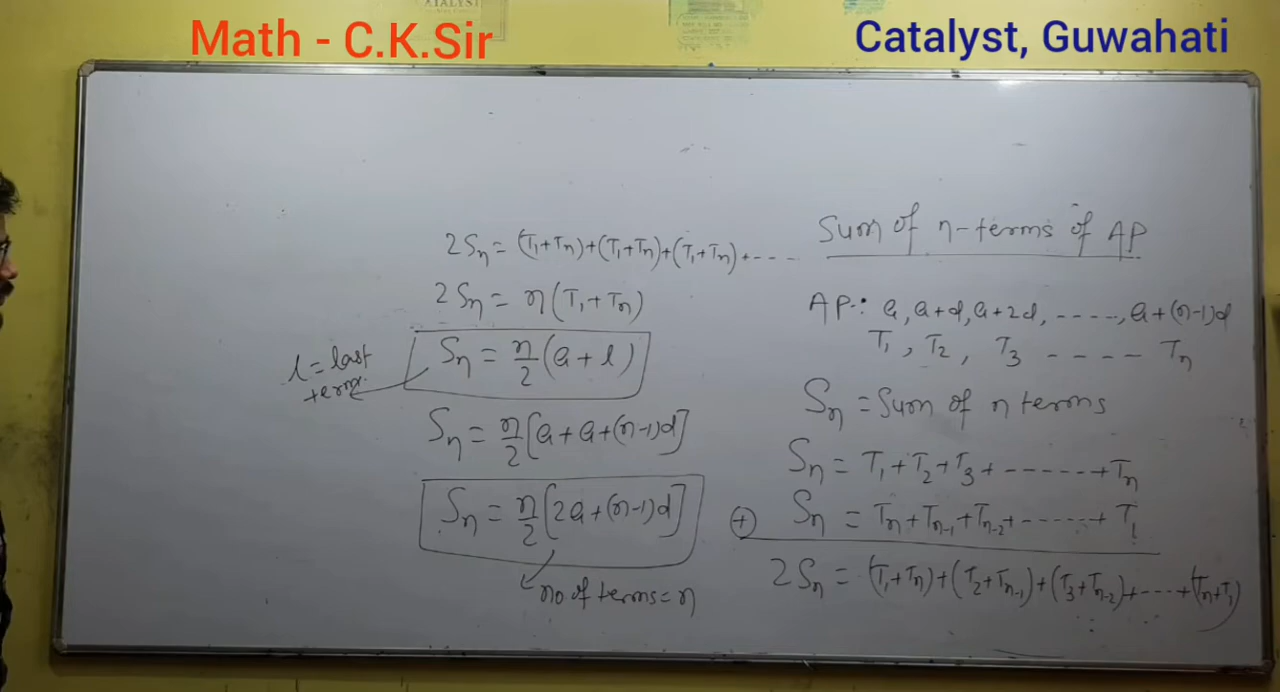 Math - C.K.Sir
Catalyst, Guwahati
Sum of n-terms of AP
AP: a, a+d, a+2d, -----, a+(n-1)d
T₁, T₂, T₃ ---- Tₙ
Sₙ = Sum of n terms
Sₙ = T₁+T₂+T₃+------+Tₙ
(+) Sₙ = Tₙ+Tₙ₋₁+Tₙ₋₂+------+T₁
2Sₙ = (T₁+Tₙ)+(T₂+Tₙ₋₁)+(T₃+Tₙ₋₂)+----+(Tₙ+T₁)
2Sₙ = (T₁+Tₙ)+(T₁+Tₙ)+(T₁+Tₙ)+----
2Sₙ = n(T₁+Tₙ)
Sₙ = n/2 (a+l)
l = last
term.
Sₙ = n/2 [a+a+(n-1)d]
Sₙ = n/2 [2a+(n-1)d]
no of terms = n